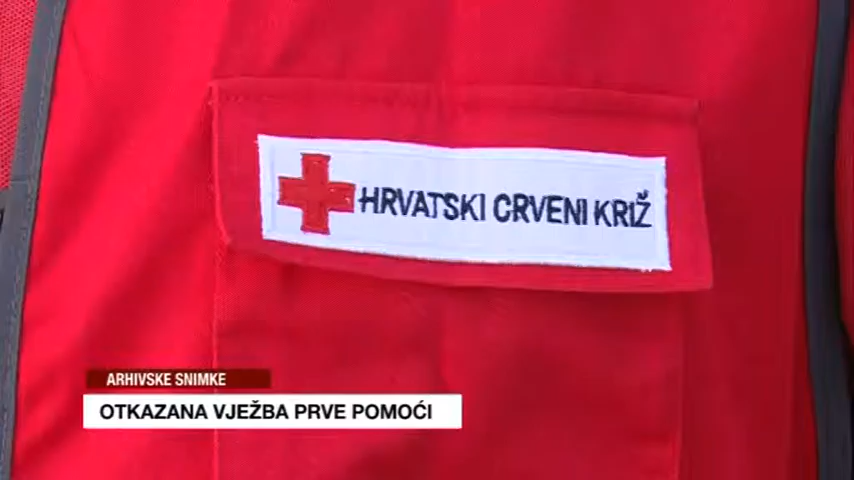 HRVATSKI CRVENI KRIŽ
ARHIVSKE SNIMKE
OTKAZANA VJEŽBA PRVE POMOĆI